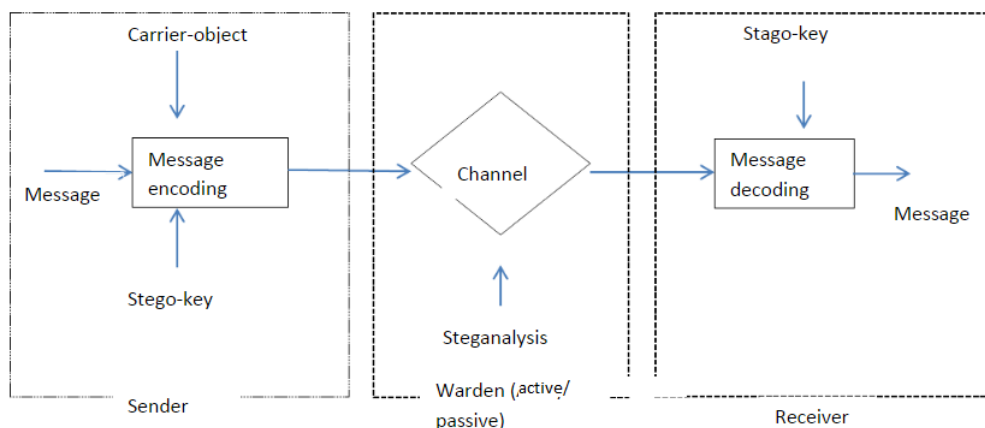 Carrier-object
Message
encoding
Message
Stego-key
Sender
Channel
Steganalysis
Warden (active/
passive)
Stago-key
Message
decoding
Message
Receiver